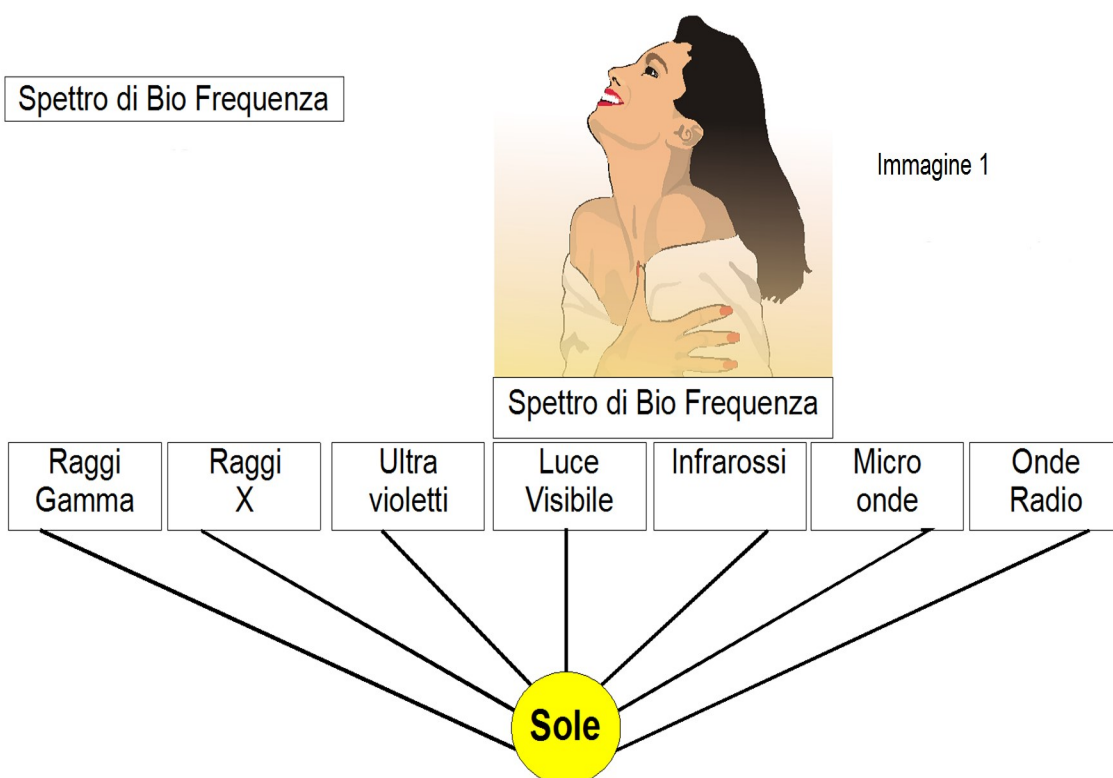 Spettro di Bio Frequenza
Immagine 1
Spettro di Bio Frequenza
Raggi
Gamma
Raggi
X
Ultra
violetti
Luce
Visibile
Infrarossi
Micro
onde
Onde
Radio
Sole